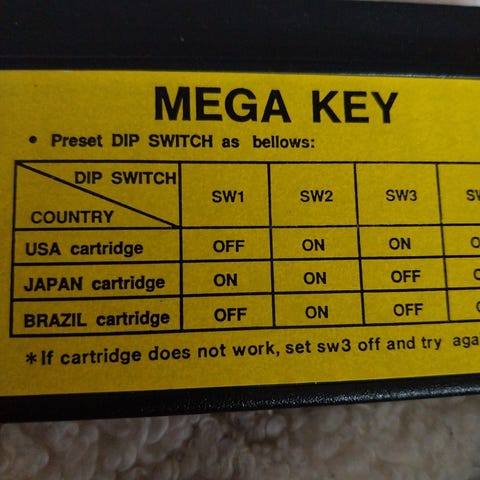 MEGA KEY
• Preset DIP SWITCH as bellows:
DIP SWITCH
COUNTRY
SW1 SW2 SW3
USA cartridge OFF ON ON
JAPAN cartridge ON ON OFF
BRAZIL cartridge OFF ON OFF
*If cartridge does not work, set sw3 off and try